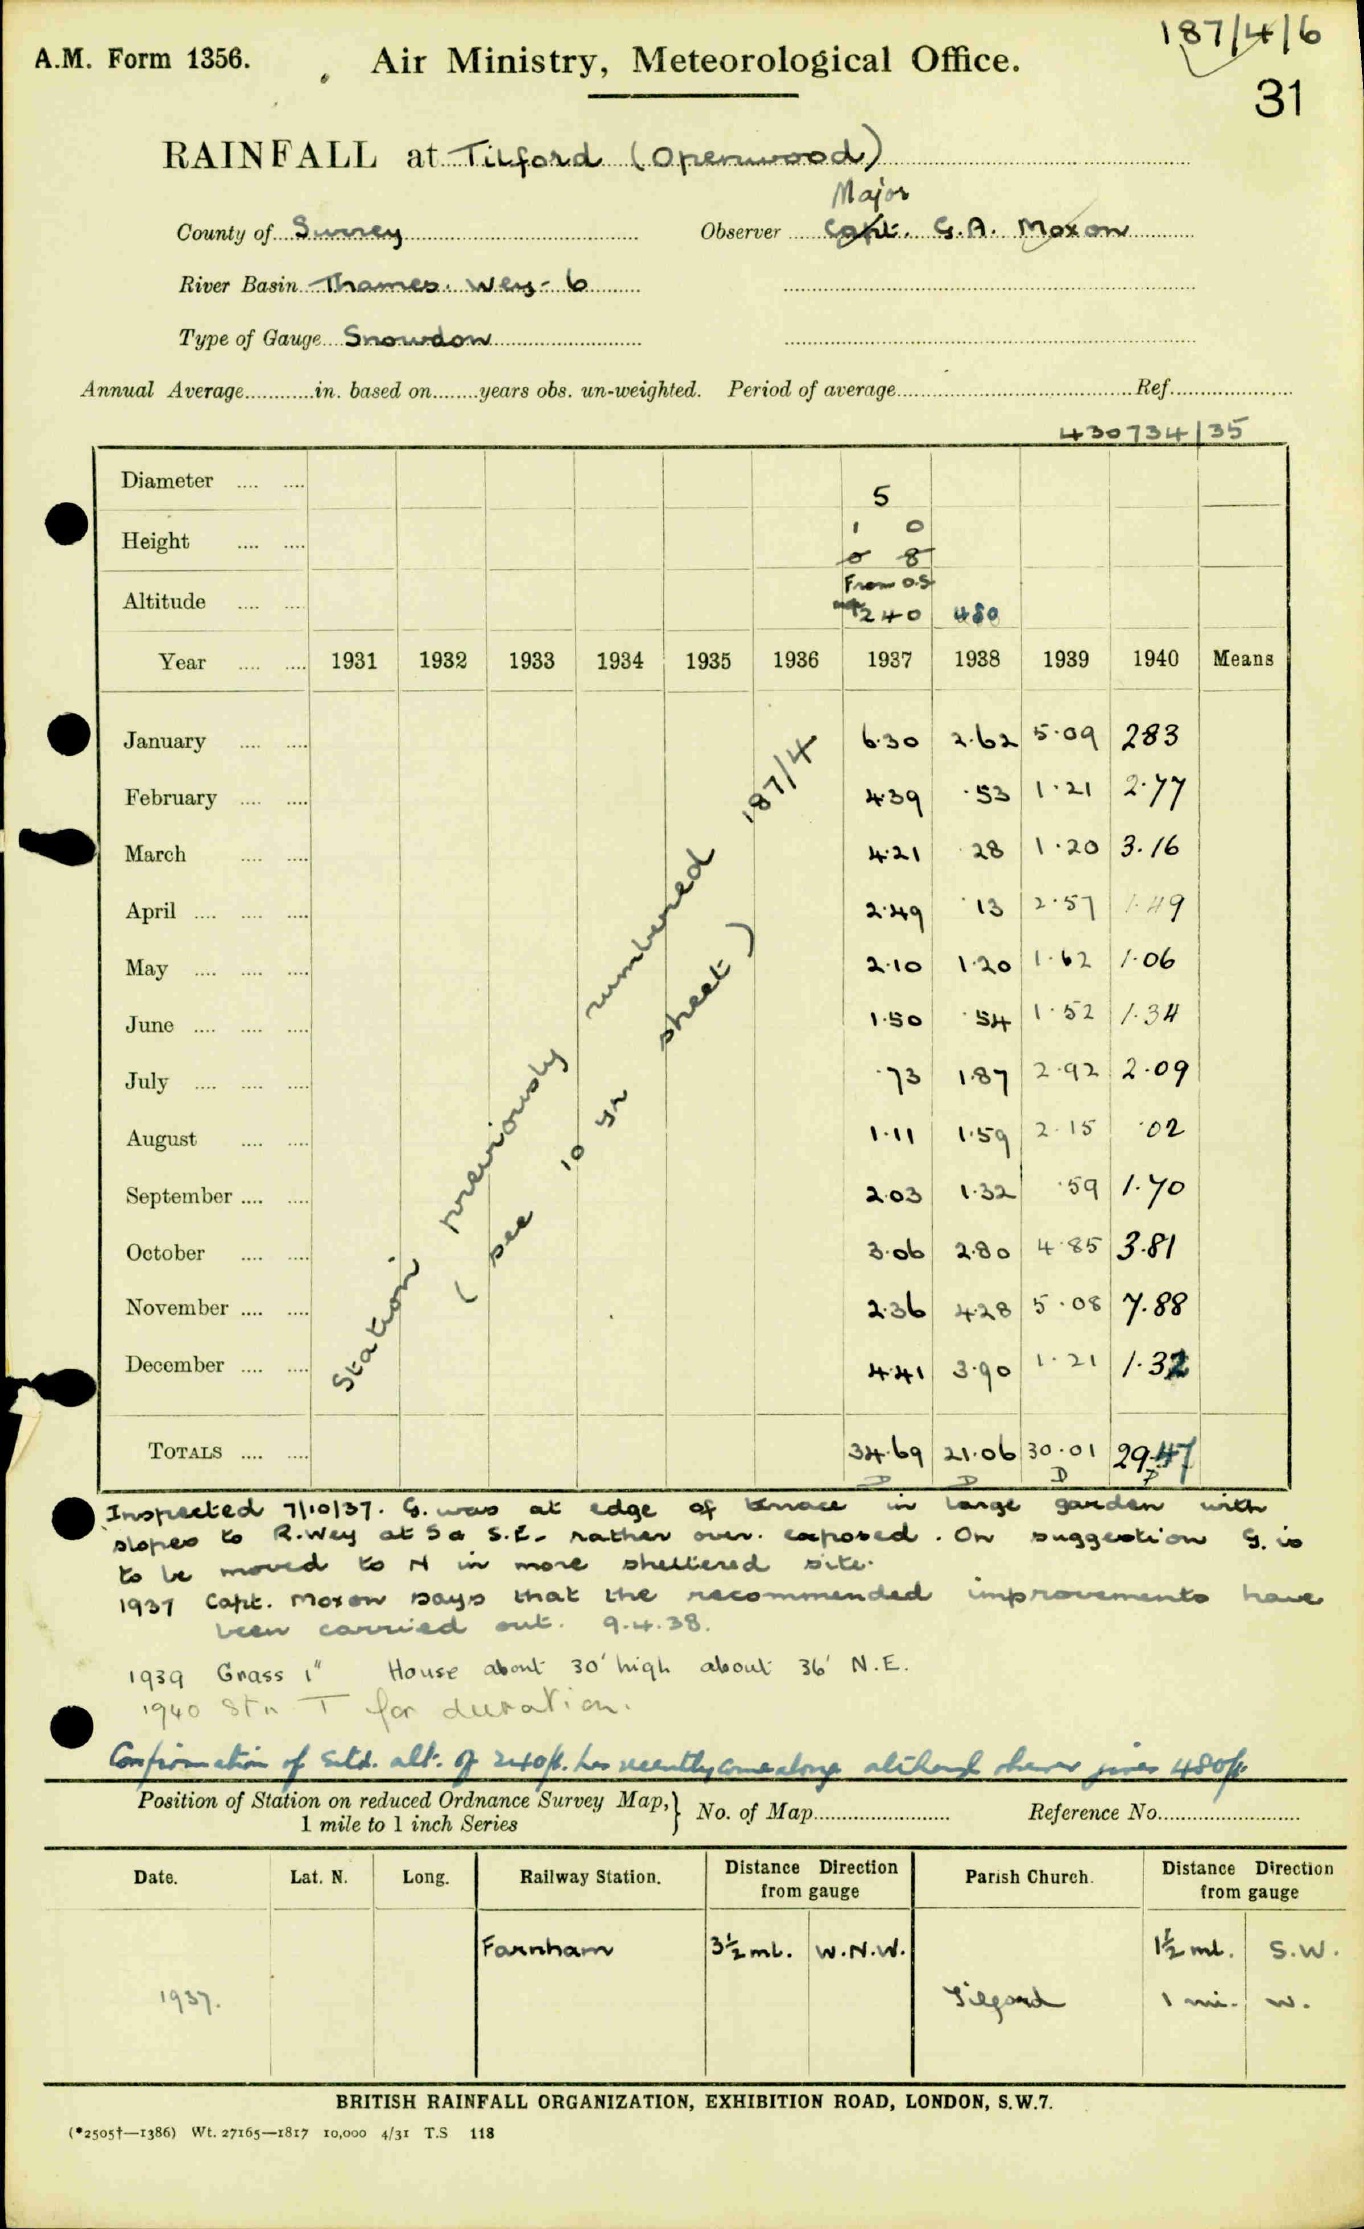 187/4/6
A.M. Form 1356. Air Ministry, Meteorological Office.
31
RAINFALL at Tilford (Openwood)
Major
County of Surrey Observer Capt. G.A. Moxon
River Basin Thames. Wey - 6
Type of Gauge Snowdon
Annual Average............in. based on........years obs. un-weighted. Period of average........Ref........
430734/35
Diameter 5
1 0
Height 0 8
From O.S
Altitude 240 480
Year 1931 1932 1933 1934 1935 1936 1937 1938 1939 1940 Means
January 6.30 2.62 5.09 2.83
February 4.39 .53 1.21 2.77
March 4.21 .28 1.20 3.16
April 2.49 .13 2.57 1.49
May 2.10 1.20 1.62 1.06
June 1.50 .54 1.52 1.34
July .73 1.87 2.92 2.09
August 1.11 1.59 2.15 .02
September 2.03 1.32 .59 1.70
October 3.06 2.80 4.85 3.81
November 2.36 4.28 5.08 7.88
December 4.41 3.90 1.21 1.32
TOTALS 34.69 21.06 30.01 29.47
D D D D
Station previously numbered 187/4
(see 10 yr sheet)
Inspected 7/10/37. G. was at edge of terrace in large garden with
slopes to R. Wey at S & S.E. rather over. exposed. On suggestion G. is
to be moved to N in more sheltered site.
1937 Capt. Moxon says that the recommended improvements have
been carried out. 9.4.38.
1939 Grass 1" House about 30' high about 36' N.E.
1940 Stn T for duration.
Confirmation of alt. of 240ft. has recently come along although gives 480ft.
Position of Station on reduced Ordnance Survey Map,} No. of Map........ Reference No........
1 mile to 1 inch Series
Date. Lat. N. Long. Railway Station. Distance Direction from gauge Parish Church. Distance Direction from gauge
Farnham 3½ ml. W.N.W. 1½ ml. S.W.
1937. Tilford 1 mi. W.
BRITISH RAINFALL ORGANIZATION, EXHIBITION ROAD, LONDON, S.W.7.
(*2505†—1386) Wt. 27165—1817 10,000 4/31 T.S 118